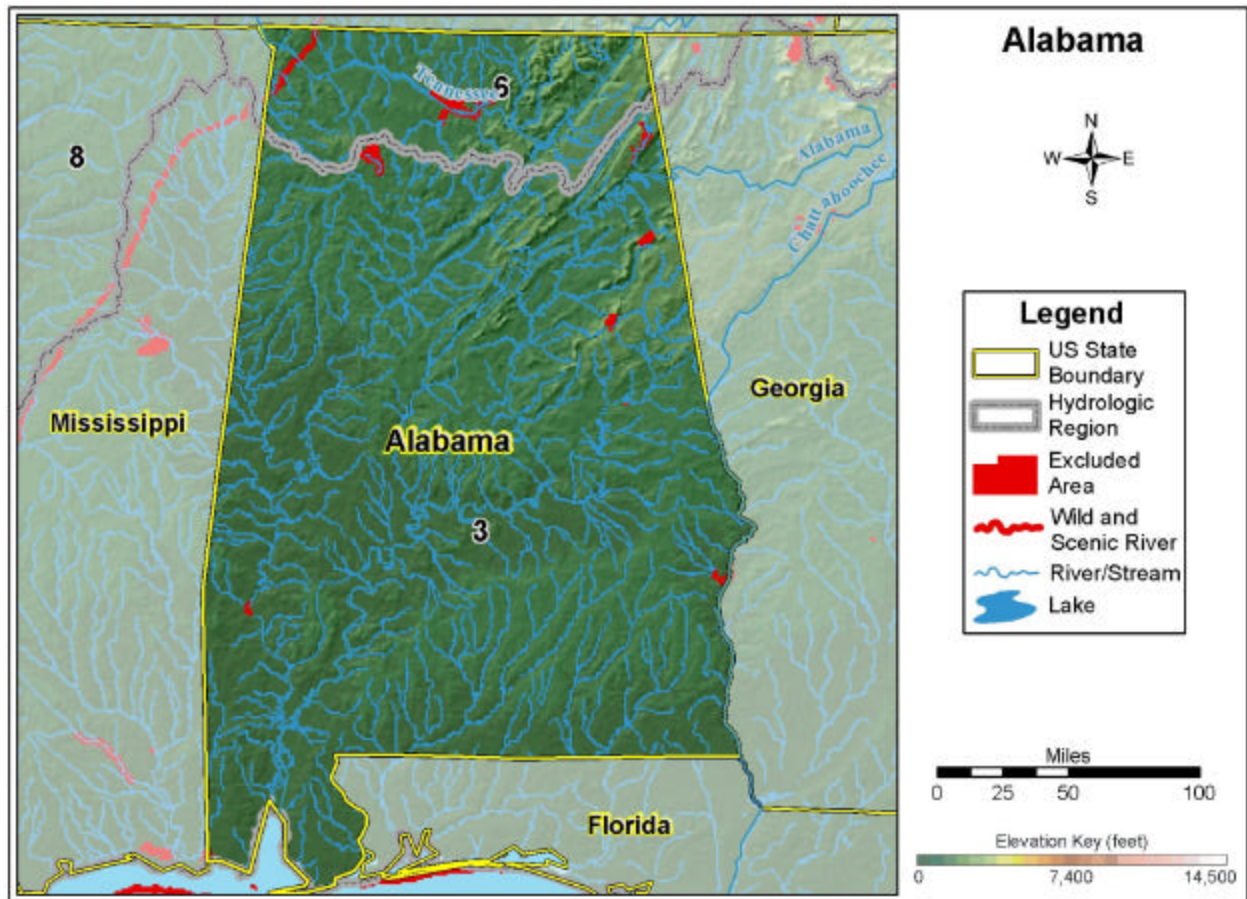 Alabama
N
W E
S
Legend
US State
Boundary
Hydrologic
Region
Excluded
Area
Wild and
Scenic River
River/Stream
Lake
Miles
0 25 50 100
Elevation Key (feet)
0 7,400 14,500
Tennessee
6
8
Alabama
Chattahoochee
Mississippi
Georgia
Alabama
3
Florida